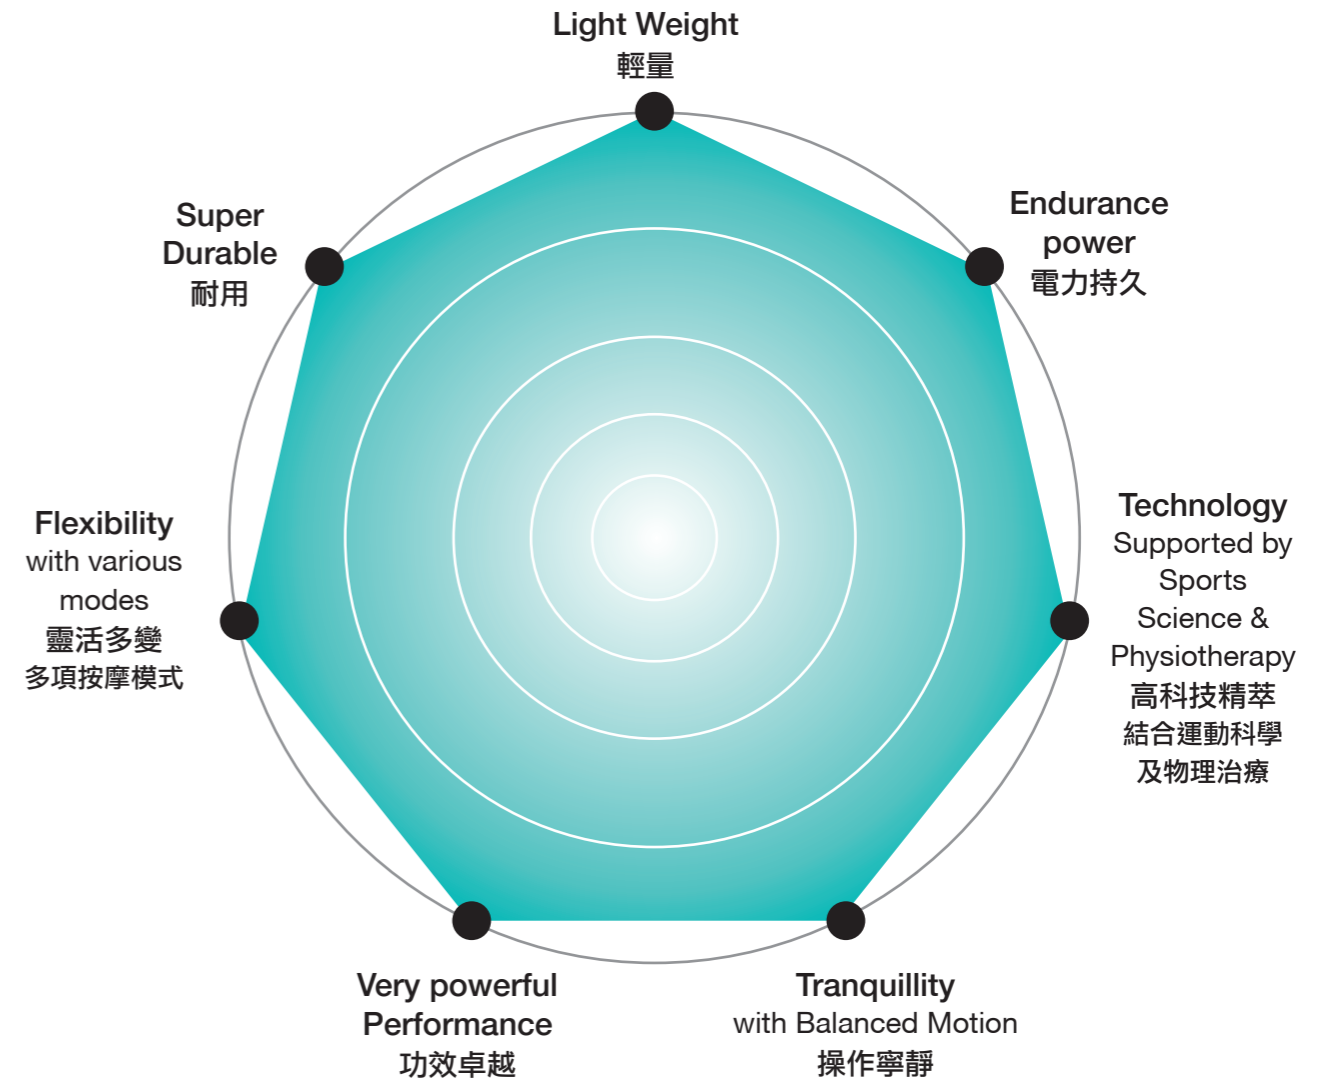 Light Weight
輕量
Endurance
power
電力持久
Technology
Supported by
Sports
Science &
Physiotherapy
高科技精萃
結合運動科學
及物理治療
Tranquillity
with Balanced Motion
操作寧靜
Very powerful
Performance
功效卓越
Flexibility
with various
modes
靈活多變
多項按摩模式
Super
Durable
耐用